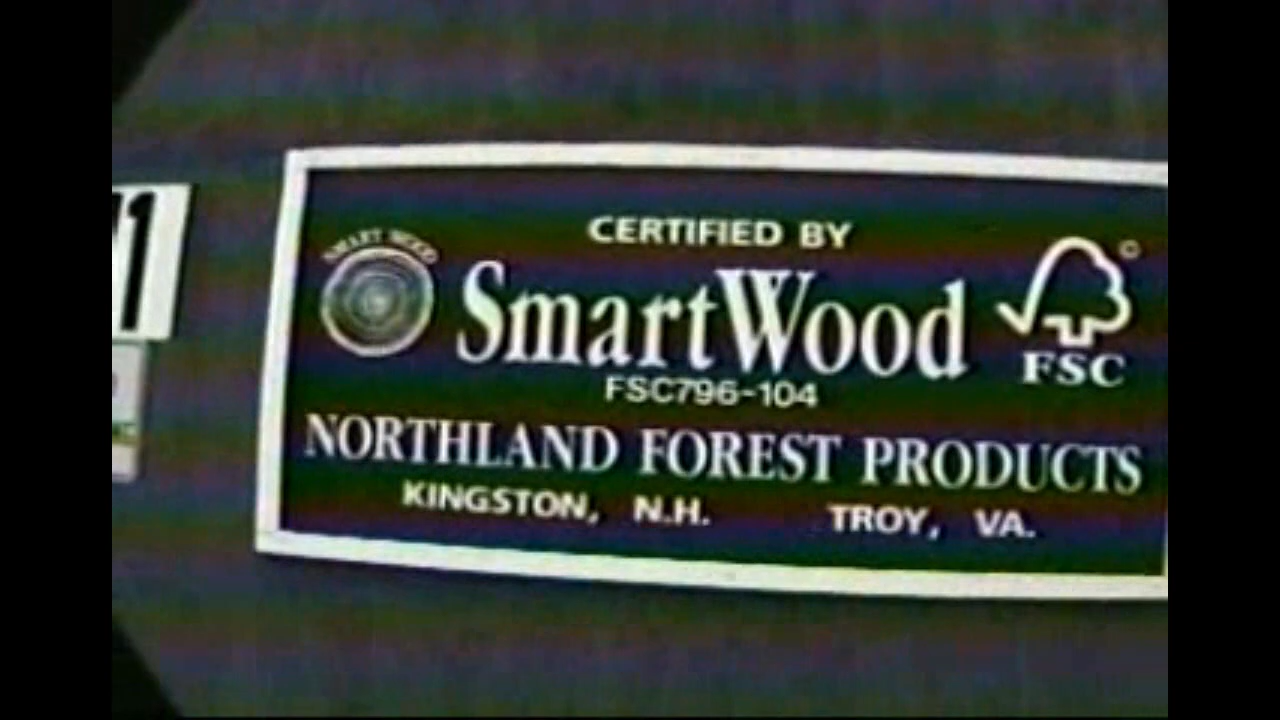 CERTIFIED BY
SMART WOOD
SmartWood
FSC
FSC796-104
NORTHLAND FOREST PRODUCTS
KINGSTON, N.H. TROY, VA.